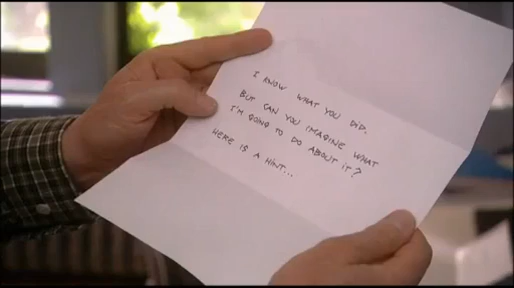 I KNOW WHAT YOU DID.
BUT CAN YOU IMAGINE WHAT
I'M GOING TO DO ABOUT IT?
HERE IS A HINT...